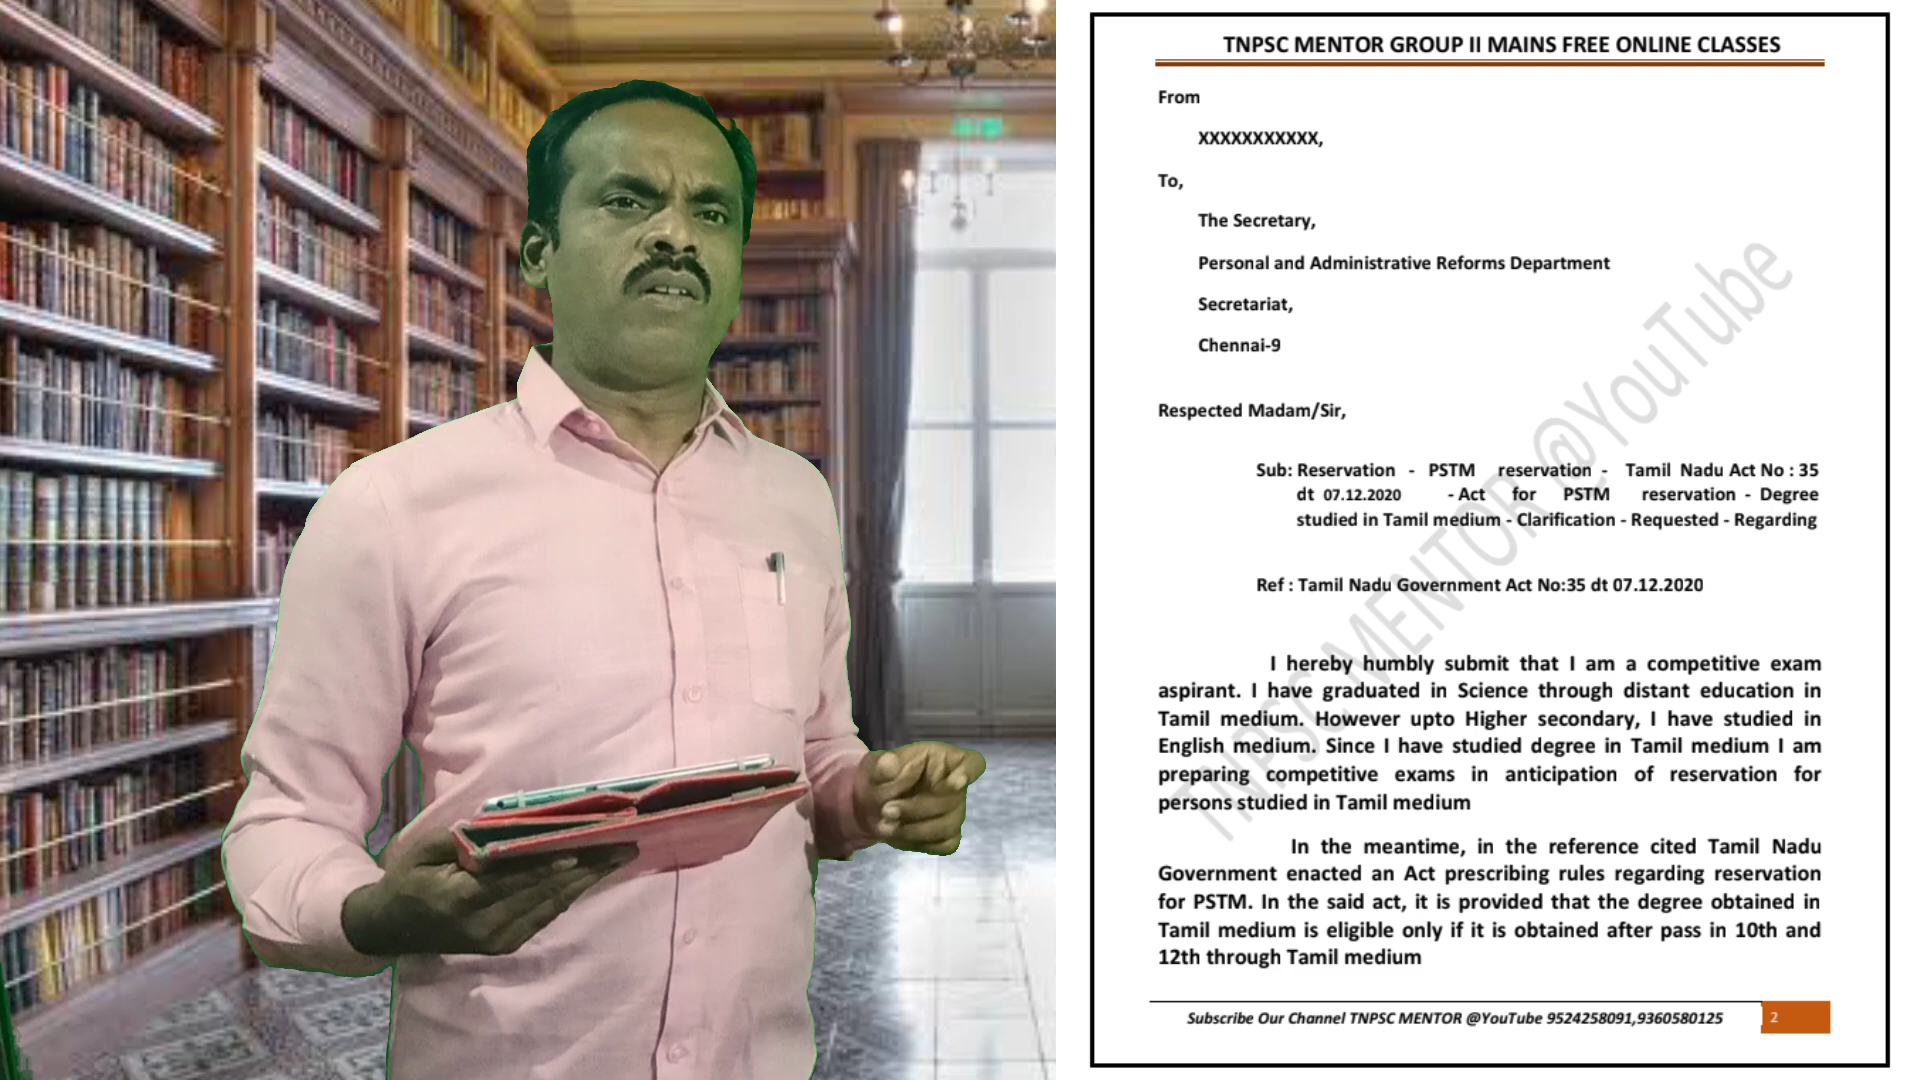 TNPSC MENTOR GROUP II MAINS FREE ONLINE CLASSES
From
XXXXXXXXXXX,
To,
The Secretary,
Personal and Administrative Reforms Department
Secretariat,
Chennai-9
Respected Madam/Sir,
Sub: Reservation - PSTM reservation - Tamil Nadu Act No : 35
dt 07.12.2020 - Act for PSTM reservation - Degree
studied in Tamil medium - Clarification - Requested - Regarding
Ref : Tamil Nadu Government Act No:35 dt 07.12.2020
I hereby humbly submit that I am a competitive exam
aspirant. I have graduated in Science through distant education in
Tamil medium. However upto Higher secondary, I have studied in
English medium. Since I have studied degree in Tamil medium I am
preparing competitive exams in anticipation of reservation for
persons studied in Tamil medium
In the meantime, in the reference cited Tamil Nadu
Government enacted an Act prescribing rules regarding reservation
for PSTM. In the said act, it is provided that the degree obtained in
Tamil medium is eligible only if it is obtained after pass in 10th and
12th through Tamil medium
TNPSC MENTOR @YouTube
Subscribe Our Channel TNPSC MENTOR @YouTube 9524258091,9360580125
2